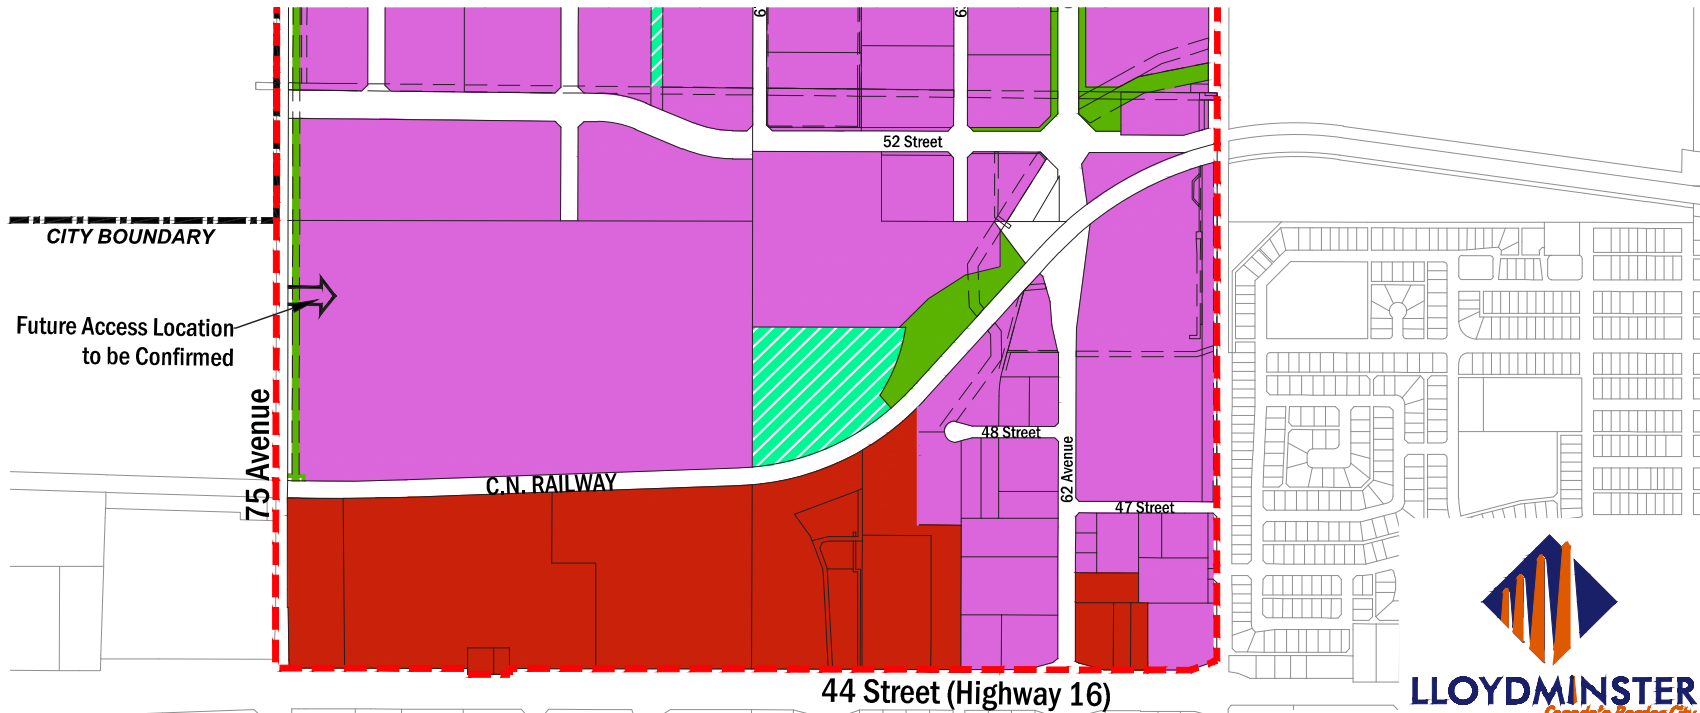 52 Street
CITY BOUNDARY
Future Access Location
to be Confirmed
75 Avenue
48 Street
62 Avenue
C.N. RAILWAY
47 Street
44 Street (Highway 16)
LLOYDMINSTER